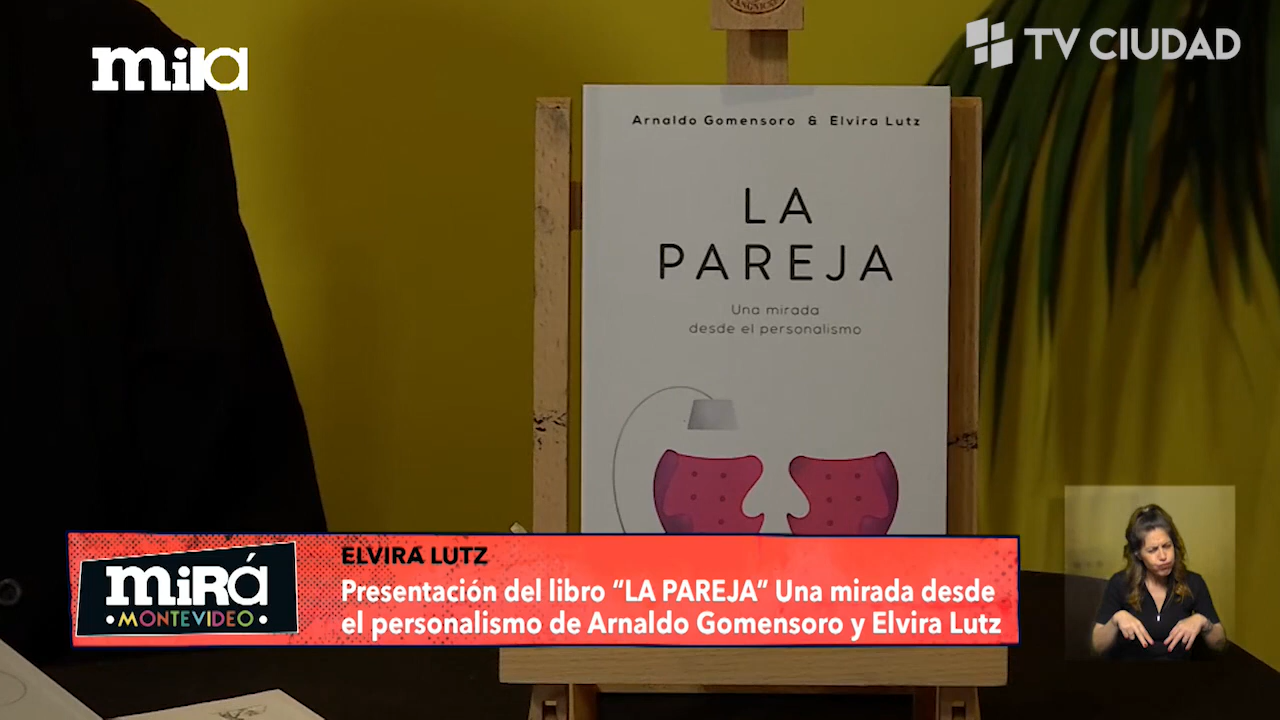 mirá
TV CIUDAD
Arnaldo Gomensoro & Elvira Lutz
LA
PAREJA
Una mirada
desde el personalismo
ELVIRA LUTZ
Presentación del libro “LA PAREJA“ Una mirada desde
el personalismo de Arnaldo Gomensoro y Elvira Lutz
miRá
•MONTEVIDEO•